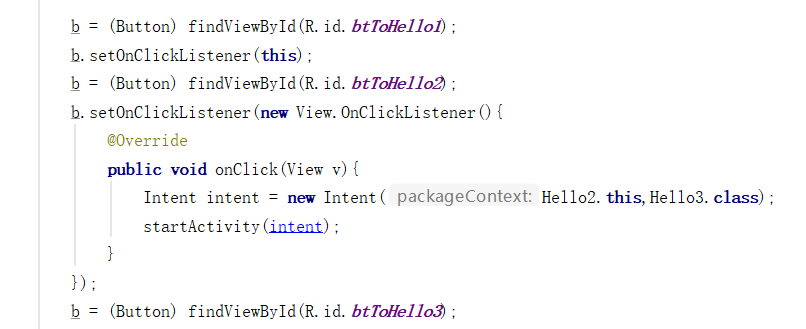 b = (Button) findViewById(R.id.btToHello1);
b.setOnClickListener(this);
b = (Button) findViewById(R.id.btToHello2);
b.setOnClickListener(new View.OnClickListener(){
@Override
public void onClick(View v){
Intent intent = new Intent( packageContext: Hello2.this,Hello3.class);
startActivity(intent);
}
});
b = (Button) findViewById(R.id.btToHello3);